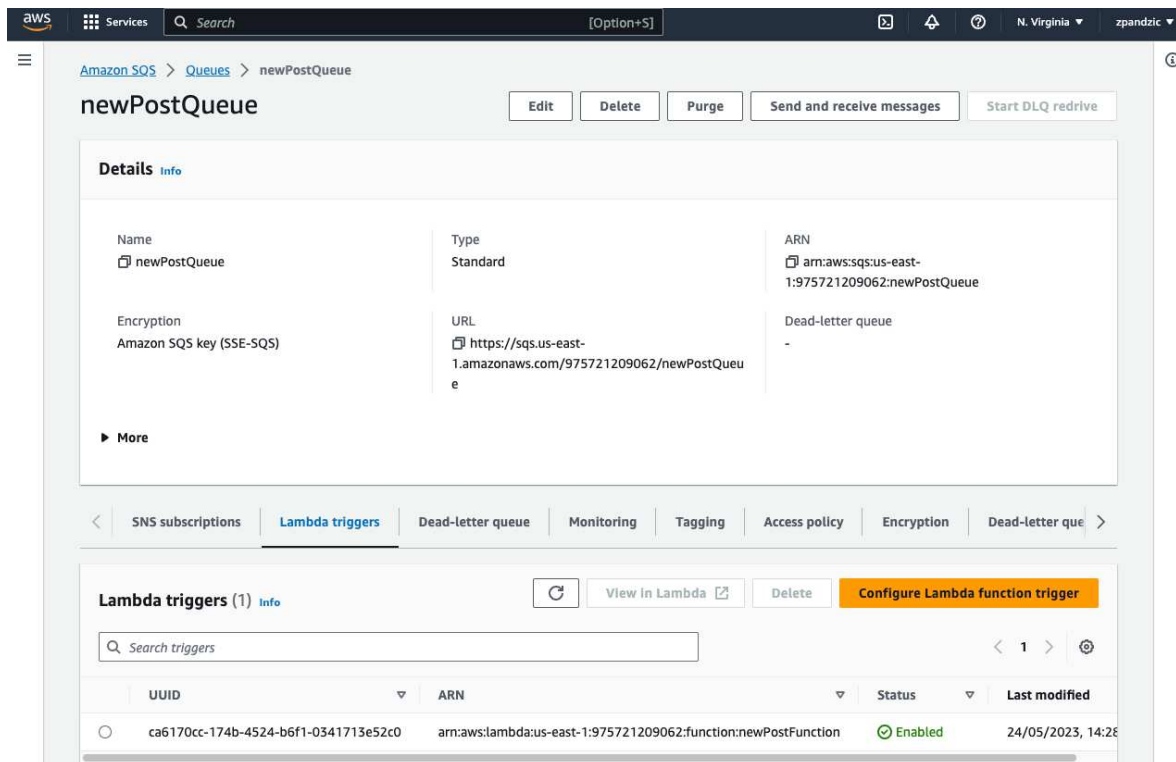 aws Services Search [Option+S] N. Virginia ▼ zpandzic ▼
Amazon SQS > Queues > newPostQueue
newPostQueue Edit Delete Purge Send and receive messages Start DLQ redrive
Details Info
Name Type ARN
newPostQueue Standard arn:aws:sqs:us-east-
1:975721209062:newPostQueue
Encryption URL Dead-letter queue
Amazon SQS key (SSE-SQS) https://sqs.us-east- -
1.amazonaws.com/975721209062/newPostQueu
e
▶ More
SNS subscriptions Lambda triggers Dead-letter queue Monitoring Tagging Access policy Encryption Dead-letter que
Lambda triggers (1) Info View in Lambda Delete Configure Lambda function trigger
Search triggers 1
UUID ARN Status Last modified
ca6170cc-174b-4524-b6f1-0341713e52c0 arn:aws:lambda:us-east-1:975721209062:function:newPostFunction Enabled 24/05/2023, 14:28